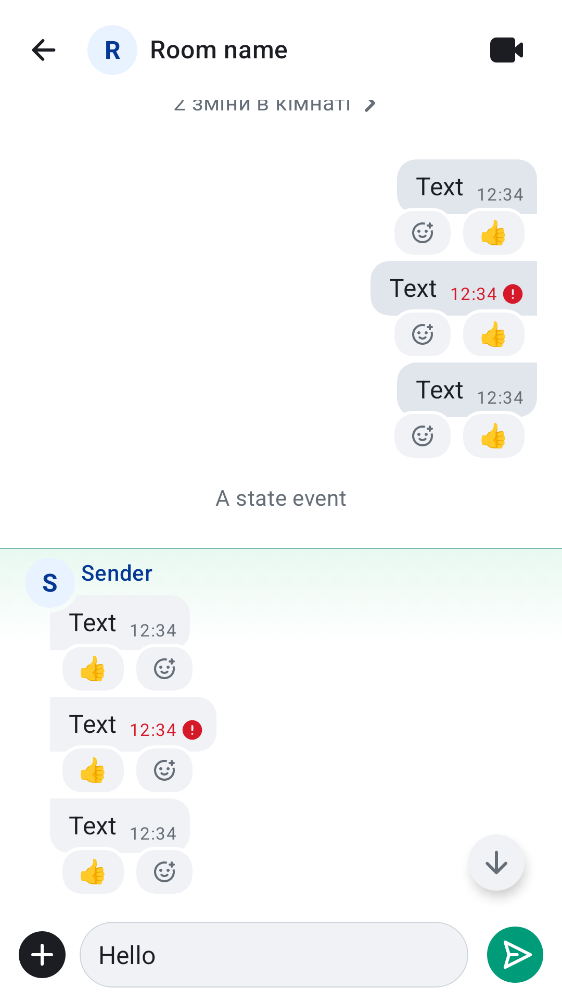 R Room name
2 зміни в кімнаті
Text 12:34
👍
Text 12:34
👍
Text 12:34
👍
A state event
S Sender
Text 12:34
👍
Text 12:34
👍
Text 12:34
👍
Hello